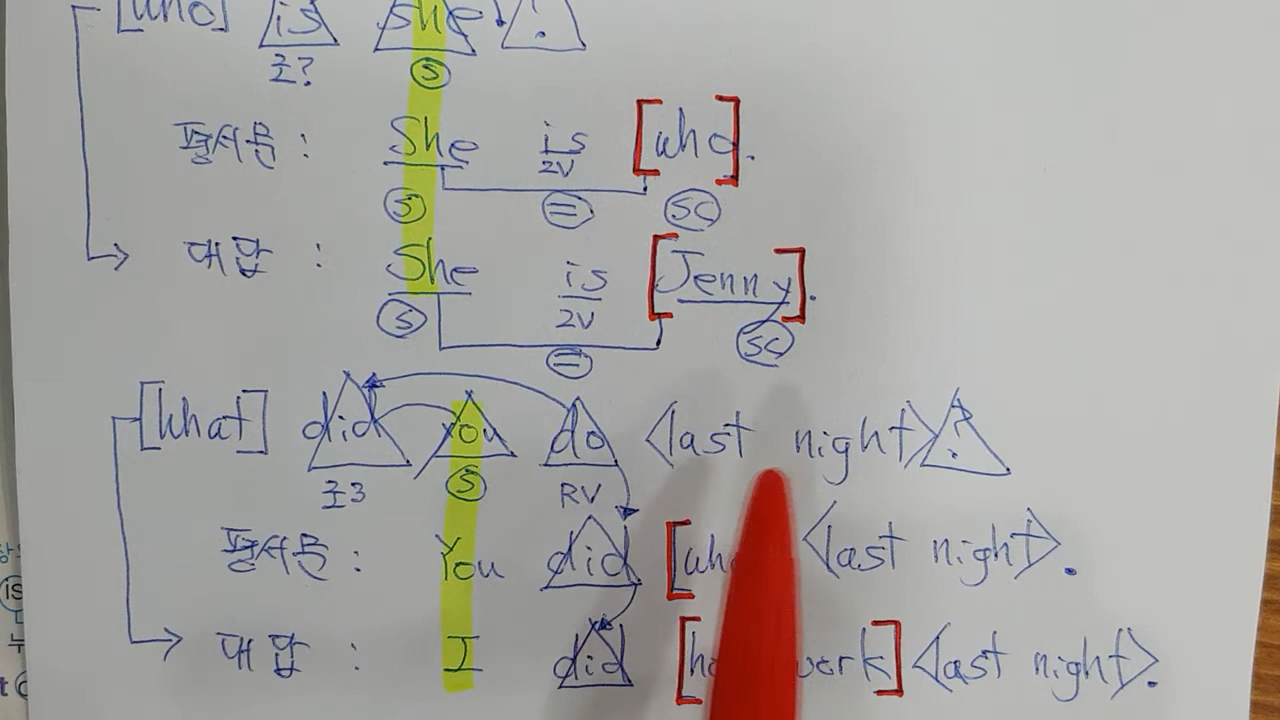 [who] is she ?
조? S
평서문 : She is [who].
2V
S = SC
대답 : She is [Jenny].
S 2V SC
=
[what] did you do <last night>?
조3 S RV
평서문 : You did <last night>.
대답 : I did <last night>.